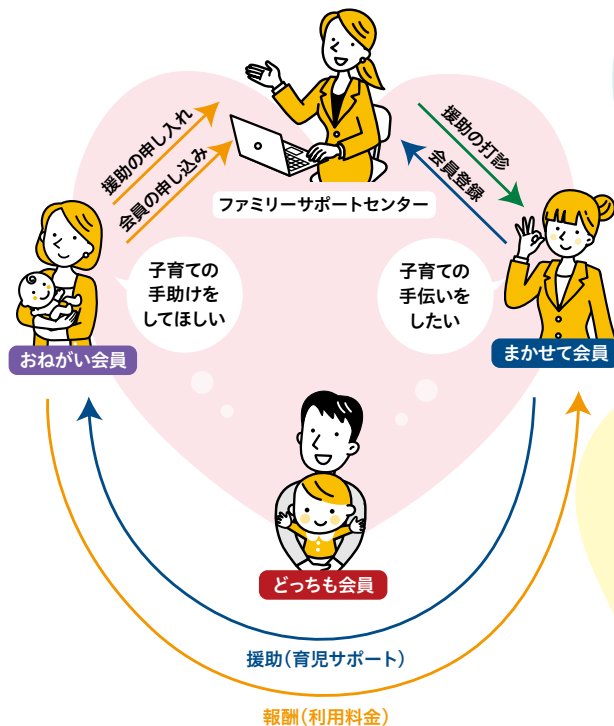 援助の申し入れ
会員の申し込み
援助の打診
会員登録
ファミリーサポートセンター
子育ての
手助けを
してほしい
子育ての
手伝いを
したい
おねがい会員
まかせて会員
どっちも会員
援助(育児サポート)
報酬(利用料金)